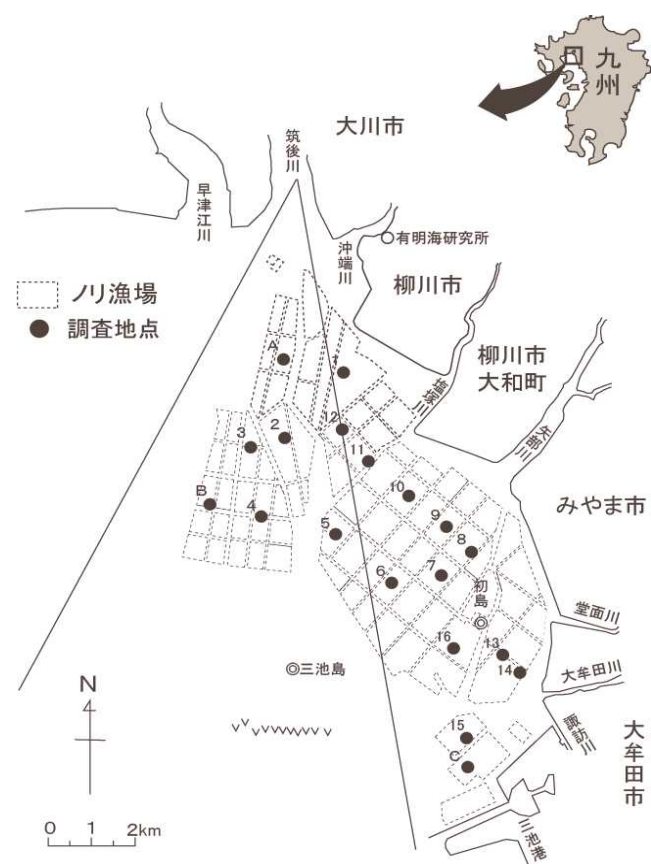 九州
大川市
筑後川
早津江川
沖端川
有明海研究所
柳川市
ノリ漁場
調査地点
柳川市
大和町
塩塚川
矢部川
みやま市
A
1
12
2
3
11
B
4
10
5
9
8
7
6
初島
堂面川
16
13
14
大牟田川
三池島
諏訪川
大牟田市
N
15
C
三池港
0 1 2km